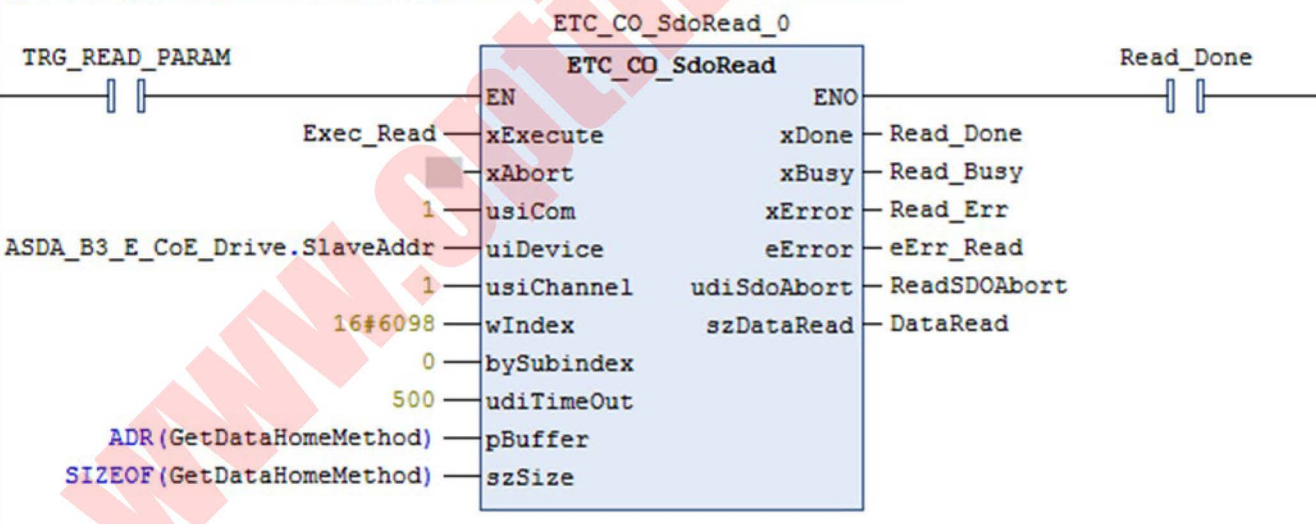 ETC_CO_SdoRead_0
TRG_READ_PARAM
ETC_CO_SdoRead
Read_Done
EN
ENO
Exec_Read
xExecute
xDone
Read_Done
xAbort
xBusy
Read_Busy
1
usiCom
xError
Read_Err
ASDA_B3_E_CoE_Drive.SlaveAddr
uiDevice
eError
eErr_Read
1
usiChannel
udiSdoAbort
ReadSDOAbort
16#6098
wIndex
szDataRead
DataRead
0
bySubindex
500
udiTimeOut
ADR(GetDataHomeMethod)
pBuffer
SIZEOF(GetDataHomeMethod)
szSize